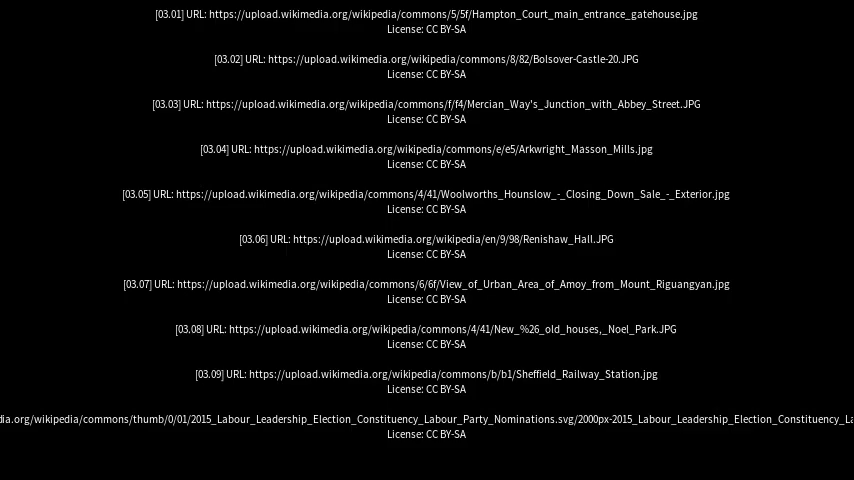 [03.01] URL: https://upload.wikimedia.org/wikipedia/commons/5/5f/Hampton_Court_main_entrance_gatehouse.jpg
License: CC BY-SA
[03.02] URL: https://upload.wikimedia.org/wikipedia/commons/8/82/Bolsover-Castle-20.JPG
License: CC BY-SA
[03.03] URL: https://upload.wikimedia.org/wikipedia/commons/f/f4/Mercian_Way's_Junction_with_Abbey_Street.JPG
License: CC BY-SA
[03.04] URL: https://upload.wikimedia.org/wikipedia/commons/e/e5/Arkwright_Masson_Mills.jpg
License: CC BY-SA
[03.05] URL: https://upload.wikimedia.org/wikipedia/commons/4/41/Woolworths_Hounslow_-_Closing_Down_Sale_-_Exterior.jpg
License: CC BY-SA
[03.06] URL: https://upload.wikimedia.org/wikipedia/en/9/98/Renishaw_Hall.JPG
License: CC BY-SA
[03.07] URL: https://upload.wikimedia.org/wikipedia/commons/6/6f/View_of_Urban_Area_of_Amoy_from_Mount_Riguangyan.jpg
License: CC BY-SA
[03.08] URL: https://upload.wikimedia.org/wikipedia/commons/4/41/New_%26_old_houses,_Noel_Park.JPG
License: CC BY-SA
[03.09] URL: https://upload.wikimedia.org/wikipedia/commons/b/b1/Sheffield_Railway_Station.jpg
License: CC BY-SA
dia.org/wikipedia/commons/thumb/0/01/2015_Labour_Leadership_Election_Constituency_Labour_Party_Nominations.svg/2000px-2015_Labour_Leadership_Election_Constituency_La
License: CC BY-SA